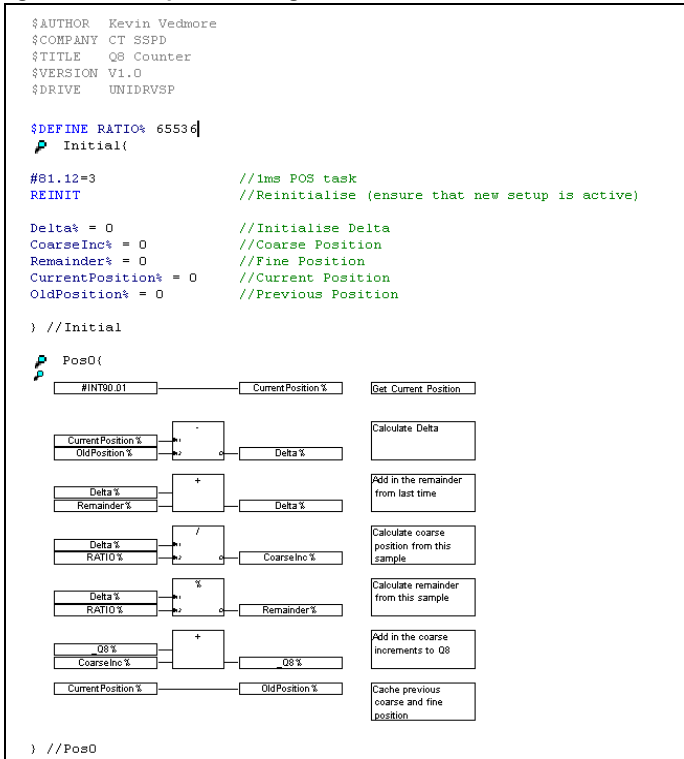 $AUTHOR Kevin Vedmore
$COMPANY CT SSPD
$TITLE Q8 Counter
$VERSION V1.0
$DRIVE UNIDRVSP
$DEFINE RATIO% 65536
Initial{
#81.12=3 //1ms POS task
REINIT //Reinitialise (ensure that new setup is active)
Delta% = 0 //Initialise Delta
CoarseInc% = 0 //Coarse Position
Remainder% = 0 //Fine Position
CurrentPosition% = 0 //Current Position
OldPosition% = 0 //Previous Position
} //Initial
Pos0{
#INT90.01 CurrentPosition% Get Current Position
-
Calculate Delta
CurrentPosition%
OldPosition% Delta%
+
Add in the remainder
from last time
Delta%
Remainder% Delta%
/
Calculate coarse
position from this
sample
Delta%
RATIO% CoarseInc%
%
Calculate remainder
from this sample
Delta%
RATIO% Remainder%
+
Add in the coarse
increments to Q8
_Q8%
CoarseInc% _Q8%
CurrentPosition% OldPosition%
Cache previous
coarse and fine
position
} //Pos0